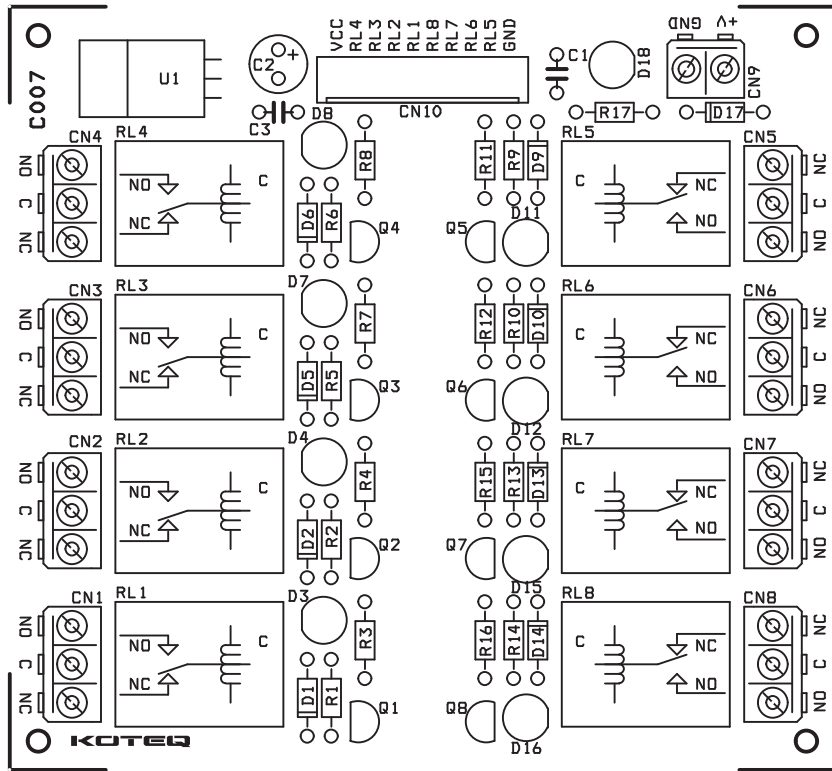 VCC
RL4
RL3
RL2
RL1
RL8
RL7
RL6
RL5
GND
GND
V+
C007
U1
C2
+
C1
D18
CN9
CN10
C3
D8
R17
D17
CN4
RL4
NO
C
NC
NO
NC
C
R8
D6
R6
Q4
R11
R9
D9
Q5
D11
RL5
C
NC
NO
CN5
NC
C
NO
CN3
RL3
NO
C
NC
NO
NC
C
D7
R7
D5
R5
Q3
R12
R10
D10
Q6
D12
RL6
C
NC
NO
CN6
NC
C
NO
CN2
RL2
NO
C
NC
NO
NC
C
D4
R4
D2
R2
Q2
R15
R13
D13
Q7
D15
RL7
C
NC
NO
CN7
NC
C
NO
CN1
RL1
NO
C
NC
NO
NC
C
D3
R3
D1
R1
Q1
R16
R14
D14
Q8
D16
RL8
C
NC
NO
CN8
NC
C
NO
KOTEQ